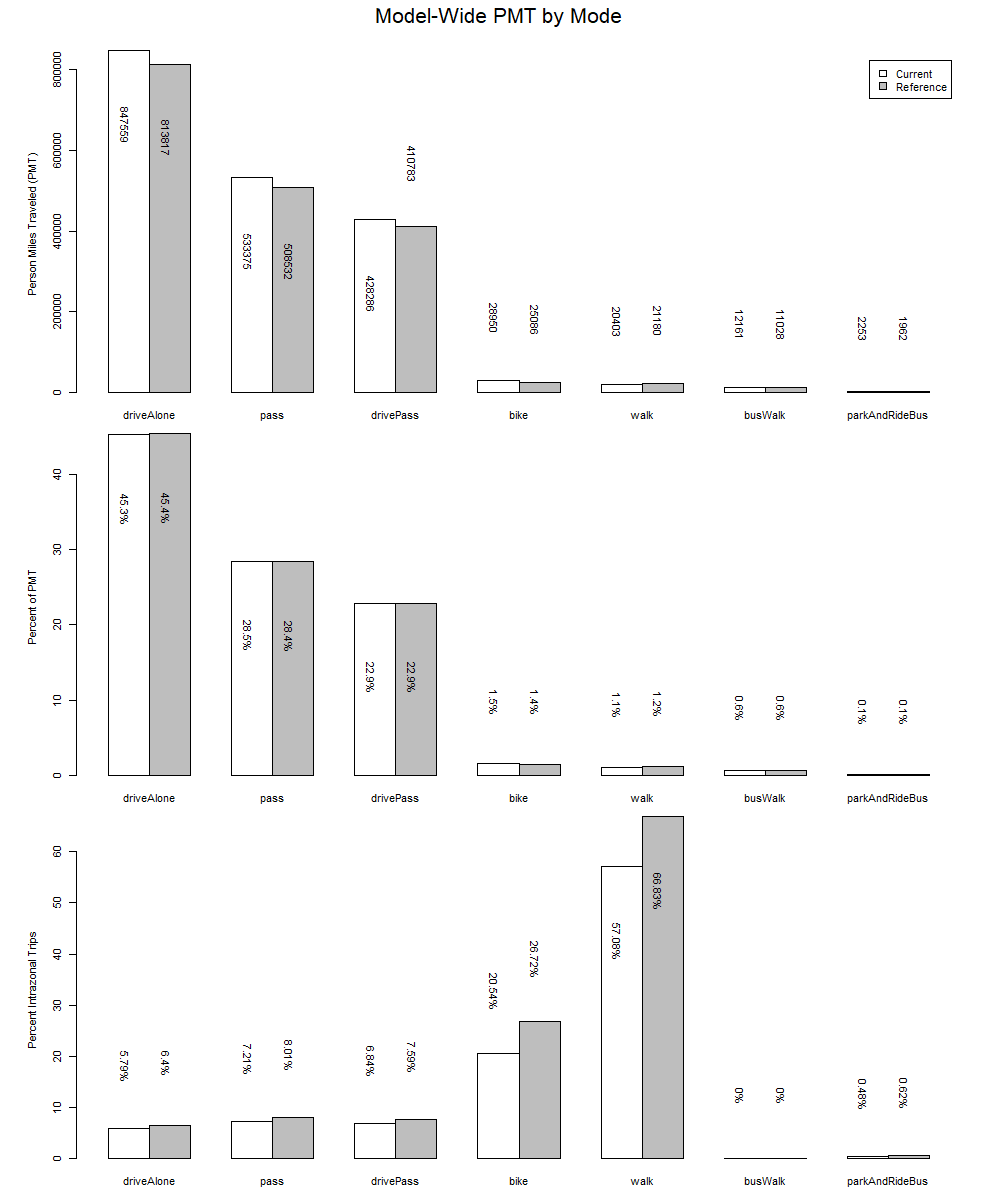 Model-Wide PMT by Mode
Current
Reference
Person Miles Traveled (PMT)
0
200000
400000
600000
800000
847559
813817
533375
508532
428286
410783
28950
25086
20403
21180
12161
11028
2253
1962
driveAlone
pass
drivePass
bike
walk
busWalk
parkAndRideBus
Percent of PMT
0
10
20
30
40
45.3%
45.4%
28.5%
28.4%
22.9%
22.9%
1.5%
1.4%
1.1%
1.2%
0.6%
0.6%
0.1%
0.1%
driveAlone
pass
drivePass
bike
walk
busWalk
parkAndRideBus
Percent Intrazonal Trips
0
10
20
30
40
50
60
5.79%
6.4%
7.21%
8.01%
6.84%
7.59%
20.54%
26.72%
57.08%
66.83%
0%
0%
0.48%
0.62%
driveAlone
pass
drivePass
bike
walk
busWalk
parkAndRideBus